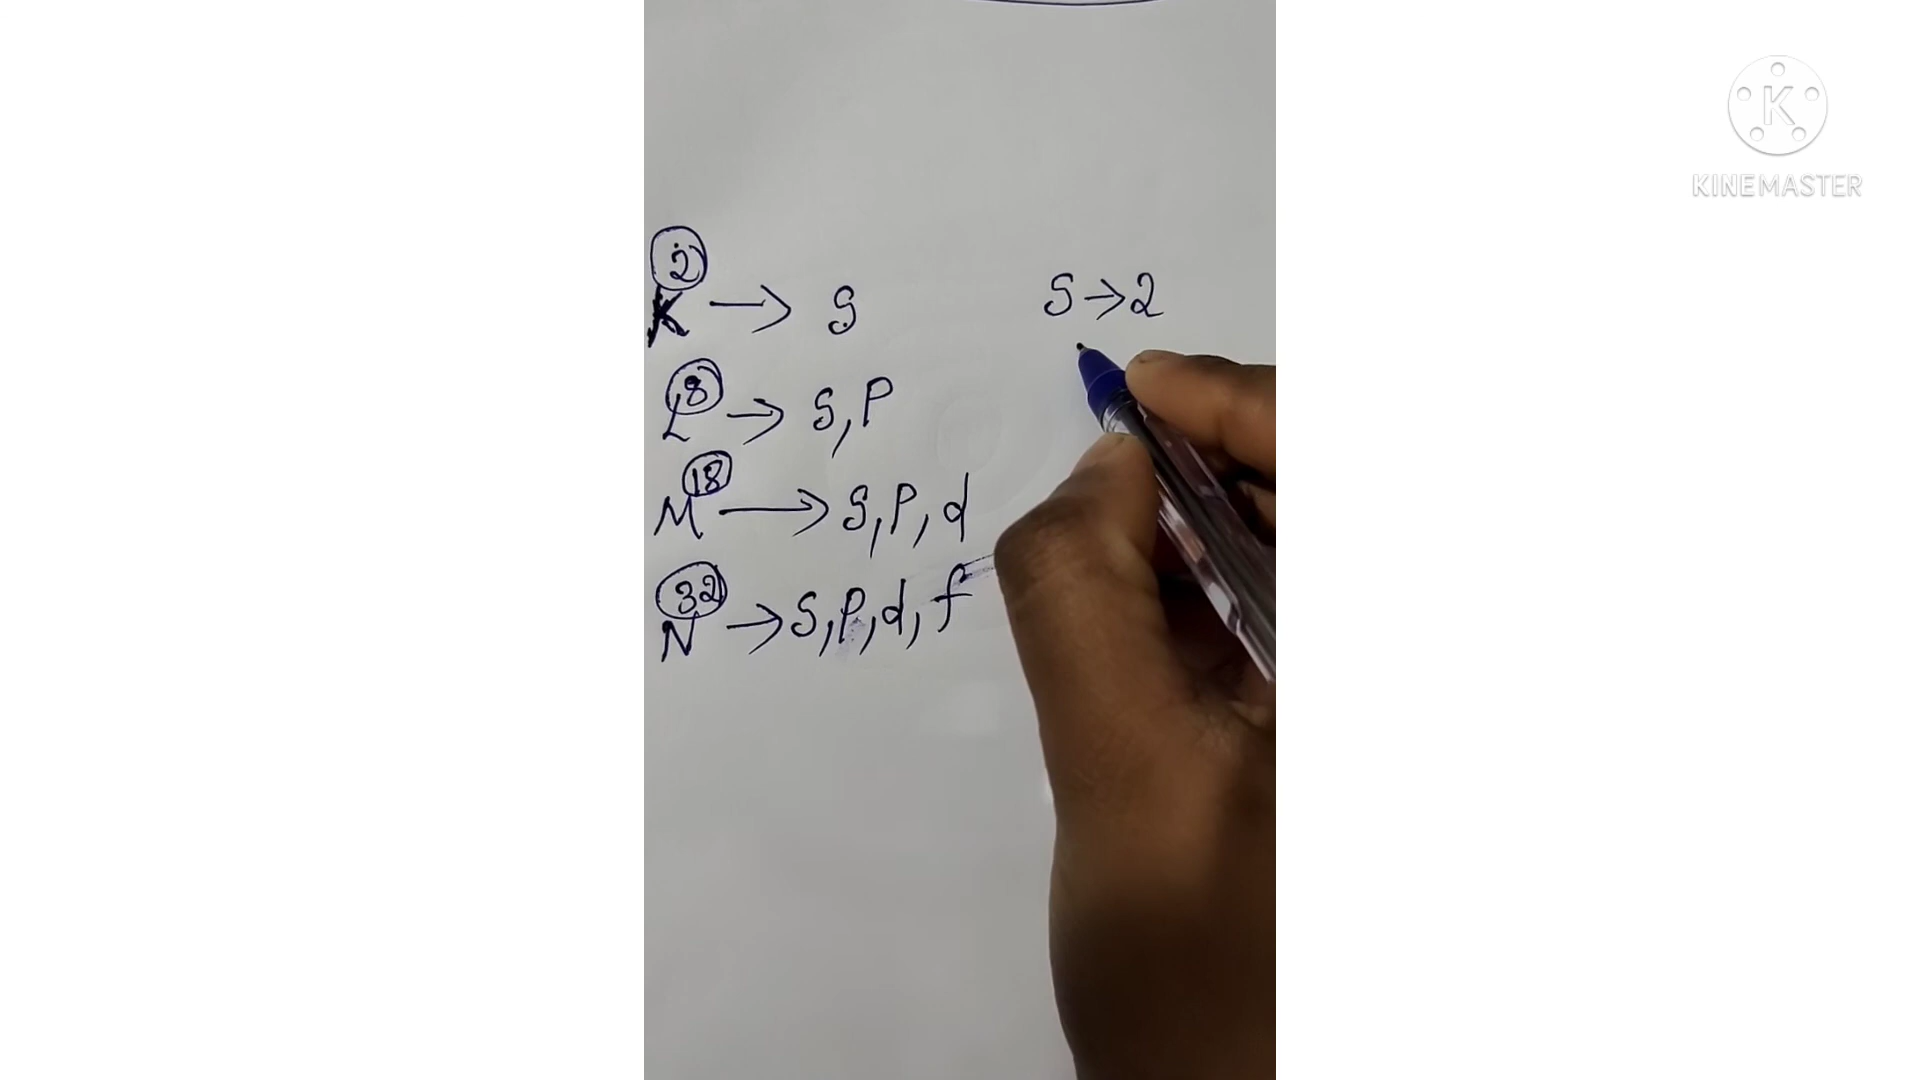 2
K → S
S → 2
8
L → S, P
18
M → S, P, d
32
N → S, P, d, f
K
KINEMASTER